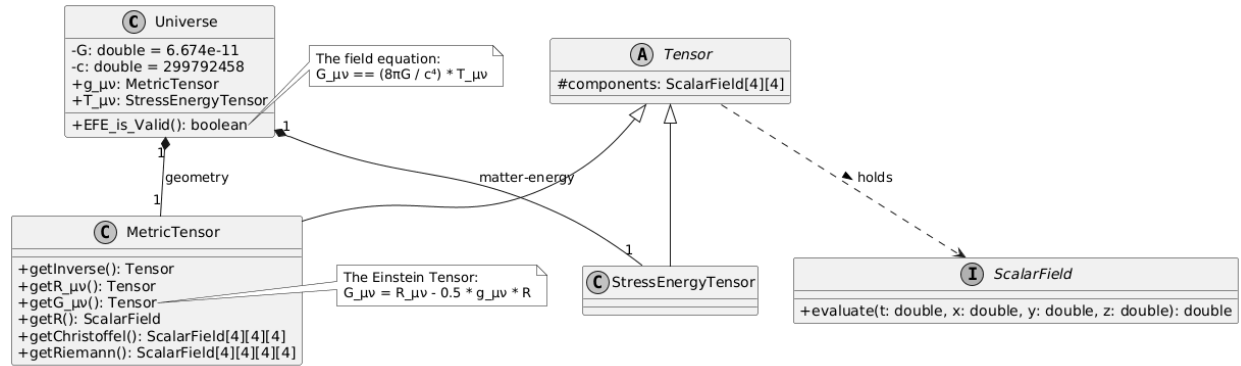 C Universe
-G: double = 6.674e-11
-c: double = 299792458
+g_μν: MetricTensor
+T_μν: StressEnergyTensor
+EFE_is_Valid(): boolean
The field equation:
G_μν == (8πG / c⁴) * T_μν
A Tensor
#components: ScalarField[4][4]
1
1
geometry
1
matter-energy
1
holds
C MetricTensor
+getInverse(): Tensor
+getR_μν(): Tensor
+getG_μν(): Tensor
+getR(): ScalarField
+getChristoffel(): ScalarField[4][4][4]
+getRiemann(): ScalarField[4][4][4][4]
The Einstein Tensor:
G_μν = R_μν - 0.5 * g_μν * R
C StressEnergyTensor
I ScalarField
+evaluate(t: double, x: double, y: double, z: double): double